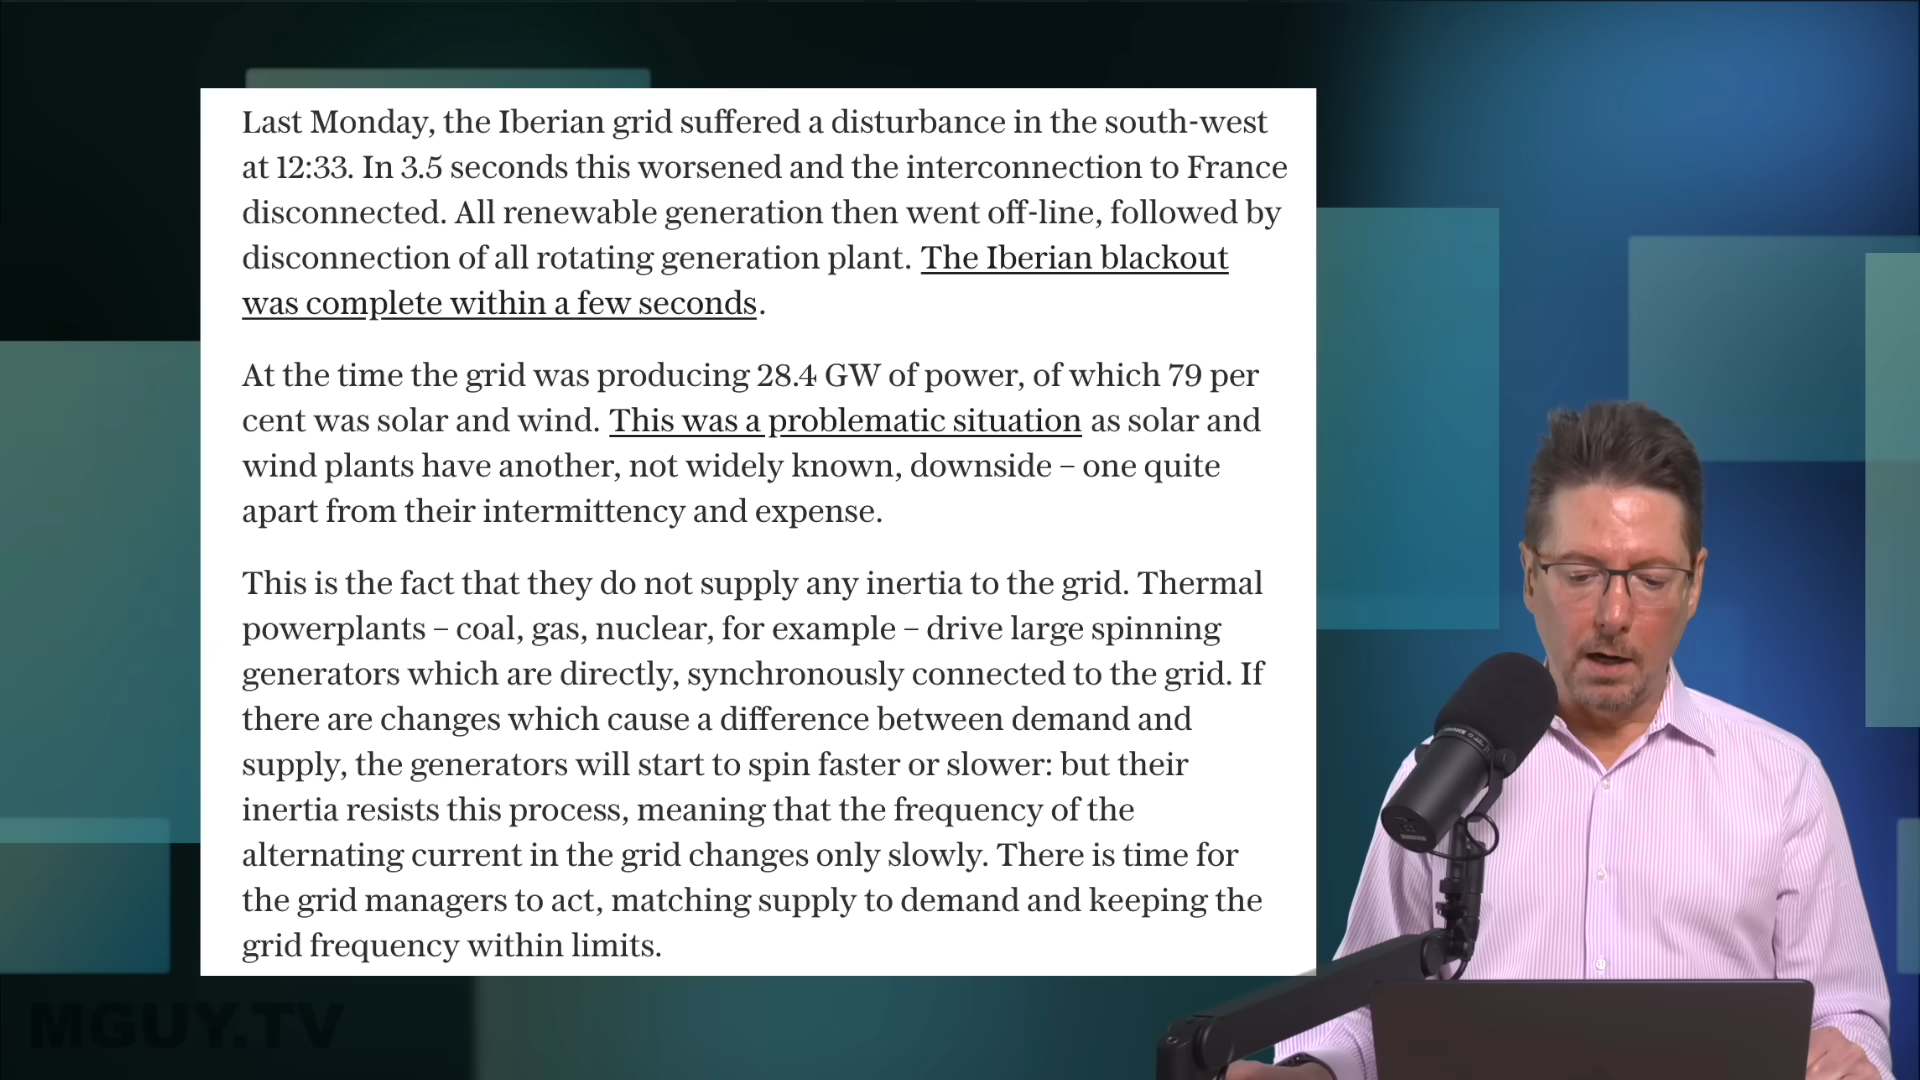 Last Monday, the Iberian grid suffered a disturbance in the south-west
at 12:33. In 3.5 seconds this worsened and the interconnection to France
disconnected. All renewable generation then went off-line, followed by
disconnection of all rotating generation plant. The Iberian blackout
was complete within a few seconds.
At the time the grid was producing 28.4 GW of power, of which 79 per
cent was solar and wind. This was a problematic situation as solar and
wind plants have another, not widely known, downside – one quite
apart from their intermittency and expense.
This is the fact that they do not supply any inertia to the grid. Thermal
powerplants – coal, gas, nuclear, for example – drive large spinning
generators which are directly, synchronously connected to the grid. If
there are changes which cause a difference between demand and
supply, the generators will start to spin faster or slower: but their
inertia resists this process, meaning that the frequency of the
alternating current in the grid changes only slowly. There is time for
the grid managers to act, matching supply to demand and keeping the
grid frequency within limits.
MGUY.TV